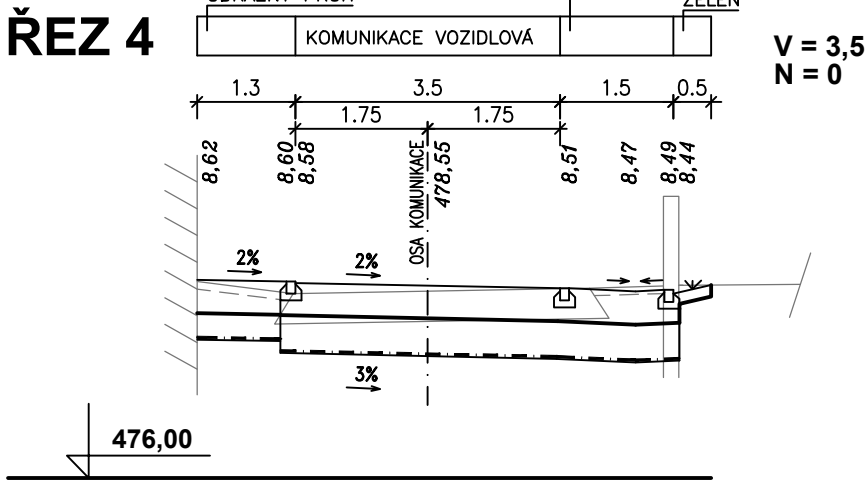 ZELEŇ
ŘEZ 4
KOMUNIKACE VOZIDLOVÁ
V = 3,5
N = 0
1.3 3.5 1.5 0.5
1.75 1.75
8,62
8,60
8,58
OSA KOMUNIKACE
478,55
8,51
8,47
8,49
8,44
2% 2%
3%
476,00